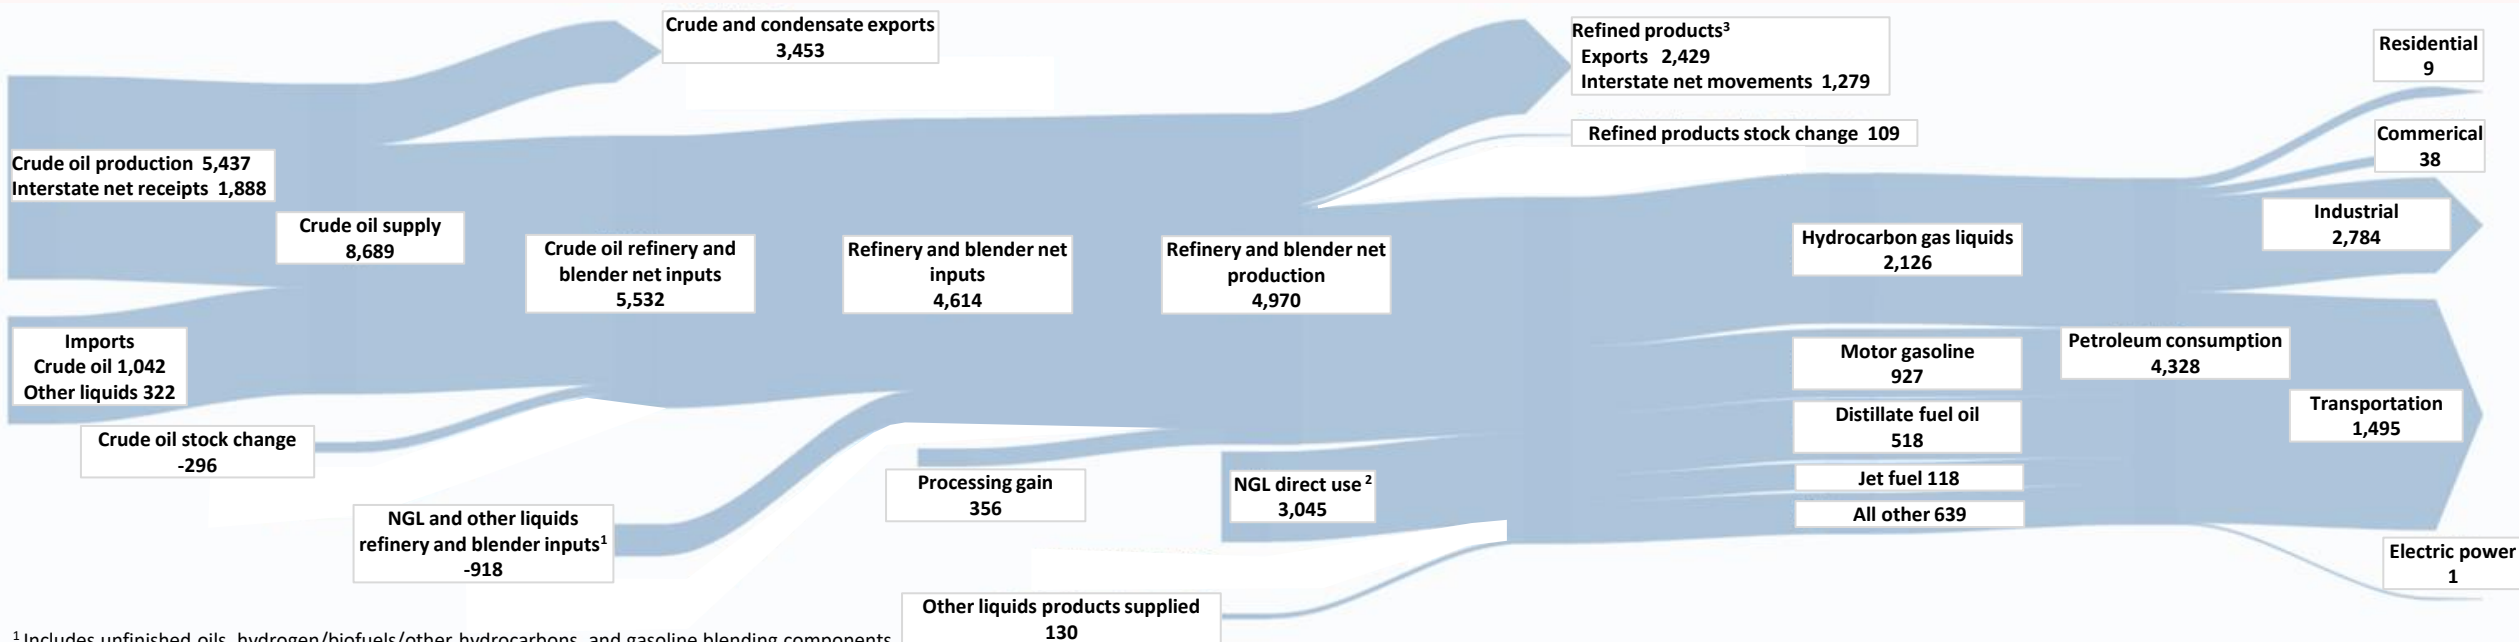 Crude and condensate exports
3,453
Refined products³
Exports 2,429
Interstate net movements 1,279
Residential
9
Refined products stock change 109
Commerical
38
Crude oil production 5,437
Interstate net receipts 1,888
Crude oil supply
8,689
Crude oil refinery and
blender net inputs
5,532
Refinery and blender net
inputs
4,614
Refinery and blender net
production
4,970
Hydrocarbon gas liquids
2,126
Industrial
2,784
Imports
Crude oil 1,042
Other liquids 322
Motor gasoline
927
Petroleum consumption
4,328
Distillate fuel oil
518
Transportation
1,495
Crude oil stock change
-296
Processing gain
356
NGL direct use ²
3,045
Jet fuel 118
All other 639
NGL and other liquids
refinery and blender inputs¹
-918
Electric power
1
Other liquids products supplied
130
¹ Includes unfinished oils, hydrogen/biofuels/other hydrocarbons, and gasoline blending components